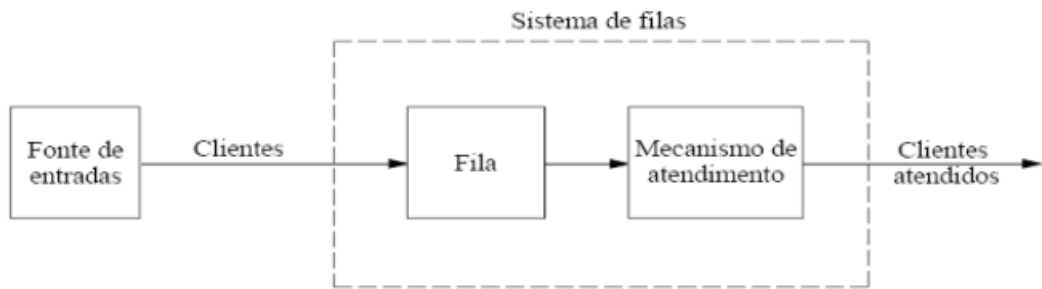 Sistema de filas
Fonte de
entradas
Clientes
Fila
Mecanismo de
atendimento
Clientes
atendidos